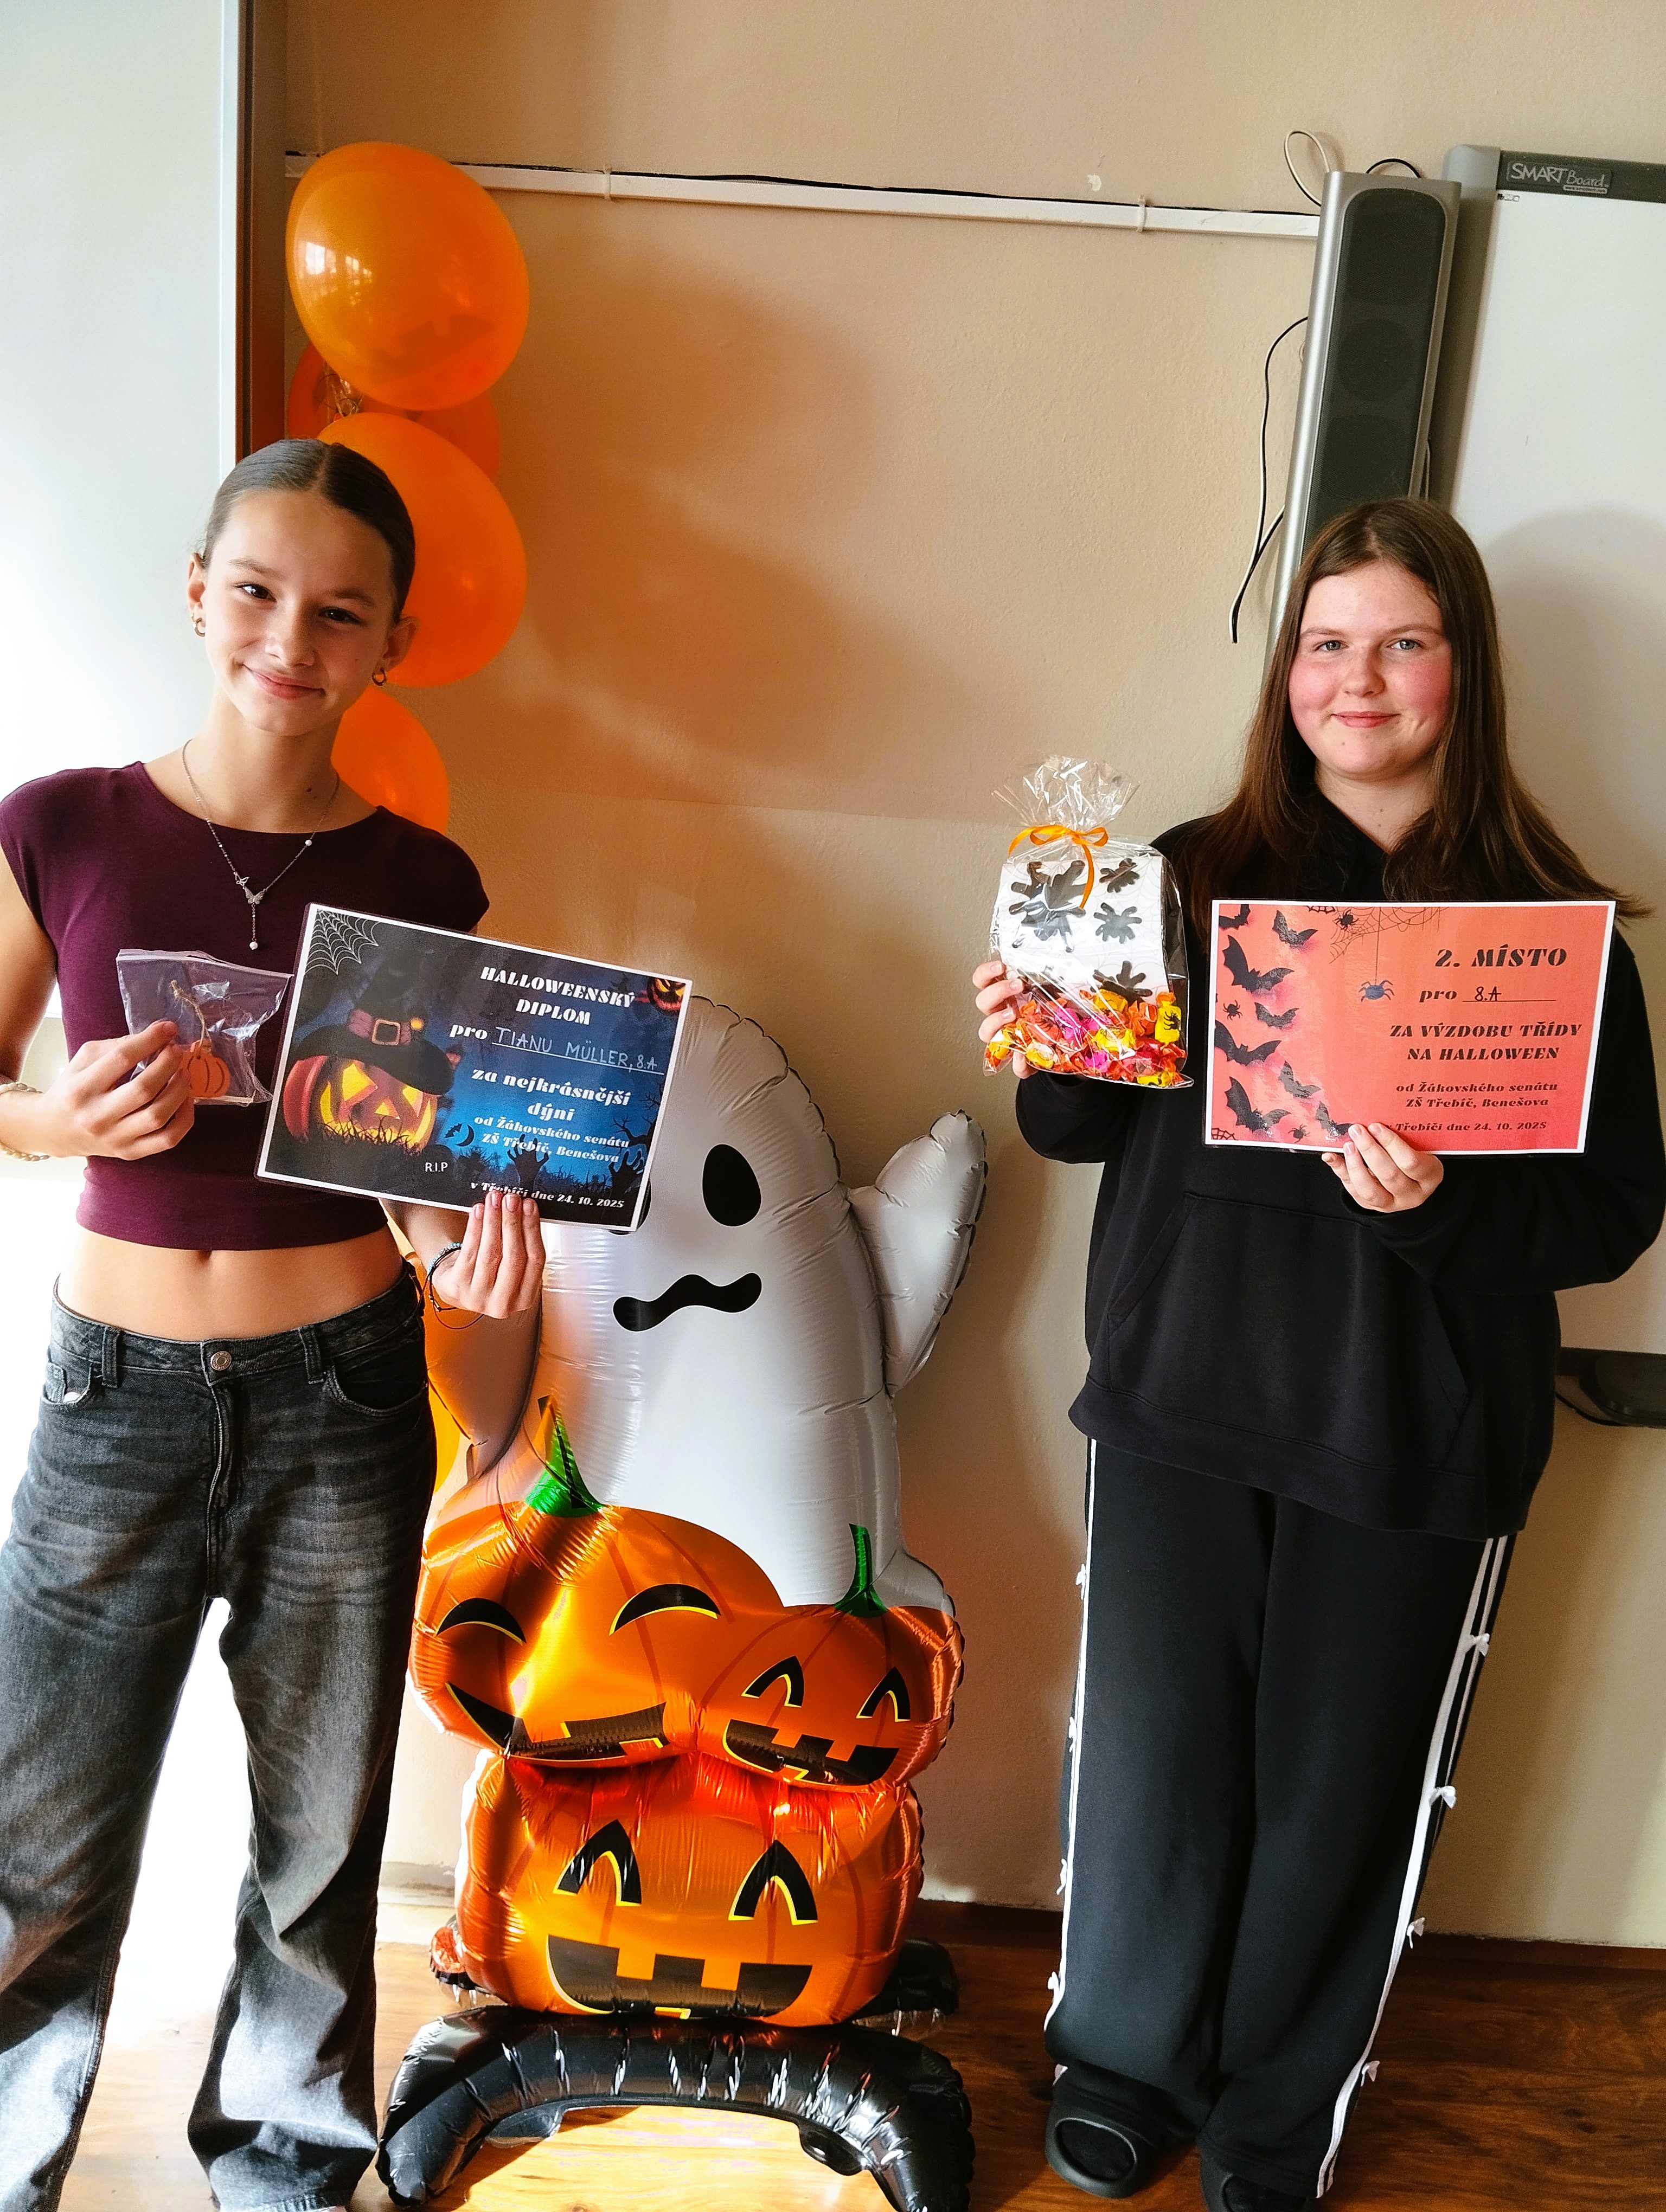 SMART Board
HALLOWEENSKÝ
DIPLOM
pro TIANU MÜLLER, 8.A
za nejkrásnější
dýni
od Žákovského senátu
ZŠ Třebíč, Benešova
R.I.P
v Třebíči dne 24. 10. 2025
2. MÍSTO
pro 8.A
ZA VÝZDOBU TŘÍDY
NA HALLOWEEN
od Žákovského senátu
ZŠ Třebíč, Benešova
v Třebíči dne 24. 10. 2025